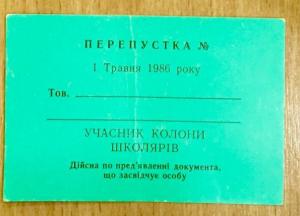 ПЕРЕПУСТКА №
1 Травня 1986 року
Тов.
УЧАСНИК КОЛОНИ
ШКОЛЯРІВ
Дійсна по пред'явленні документа,
що засвідчує особу